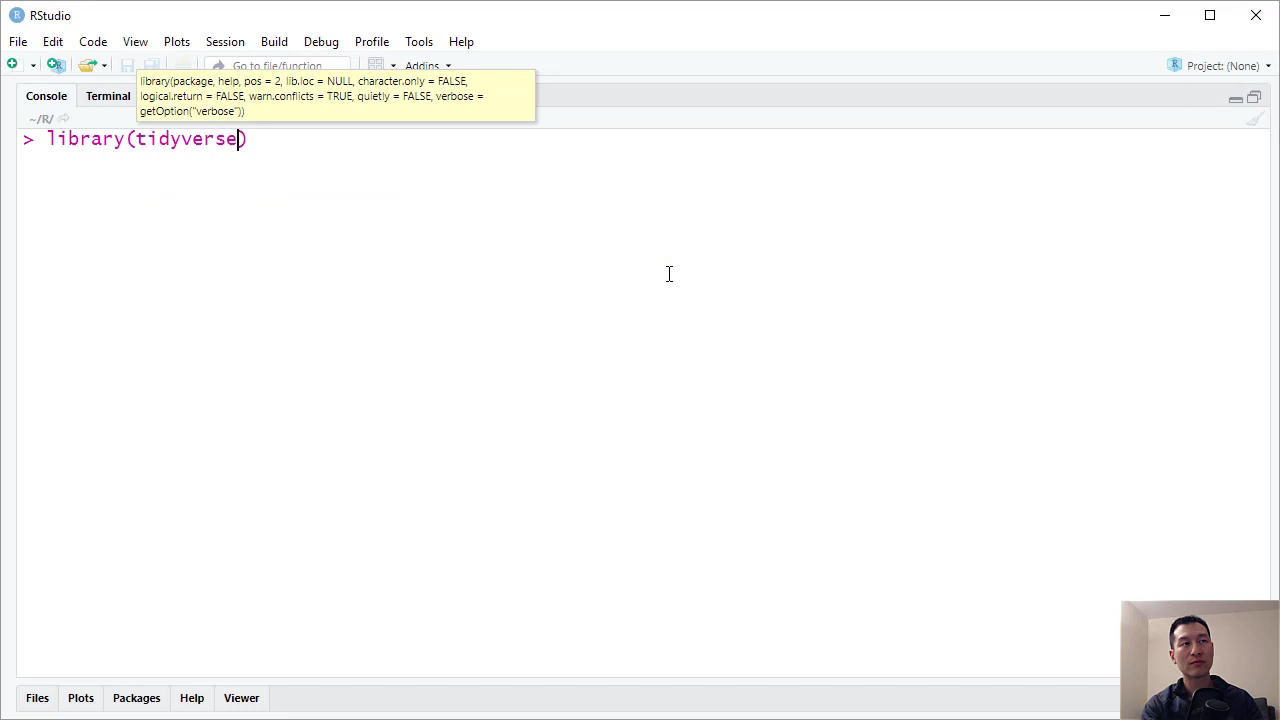 RStudio
File Edit Code View Plots Session Build Debug Profile Tools Help
Go to file/function Addins Project: (None)
library(package, help, pos = 2, lib.loc = NULL, character.only = FALSE,
logical.return = FALSE, warn.conflicts = TRUE, quietly = FALSE, verbose =
getOption("verbose"))
Console Terminal
~/R/
> library(tidyverse)
Files Plots Packages Help Viewer